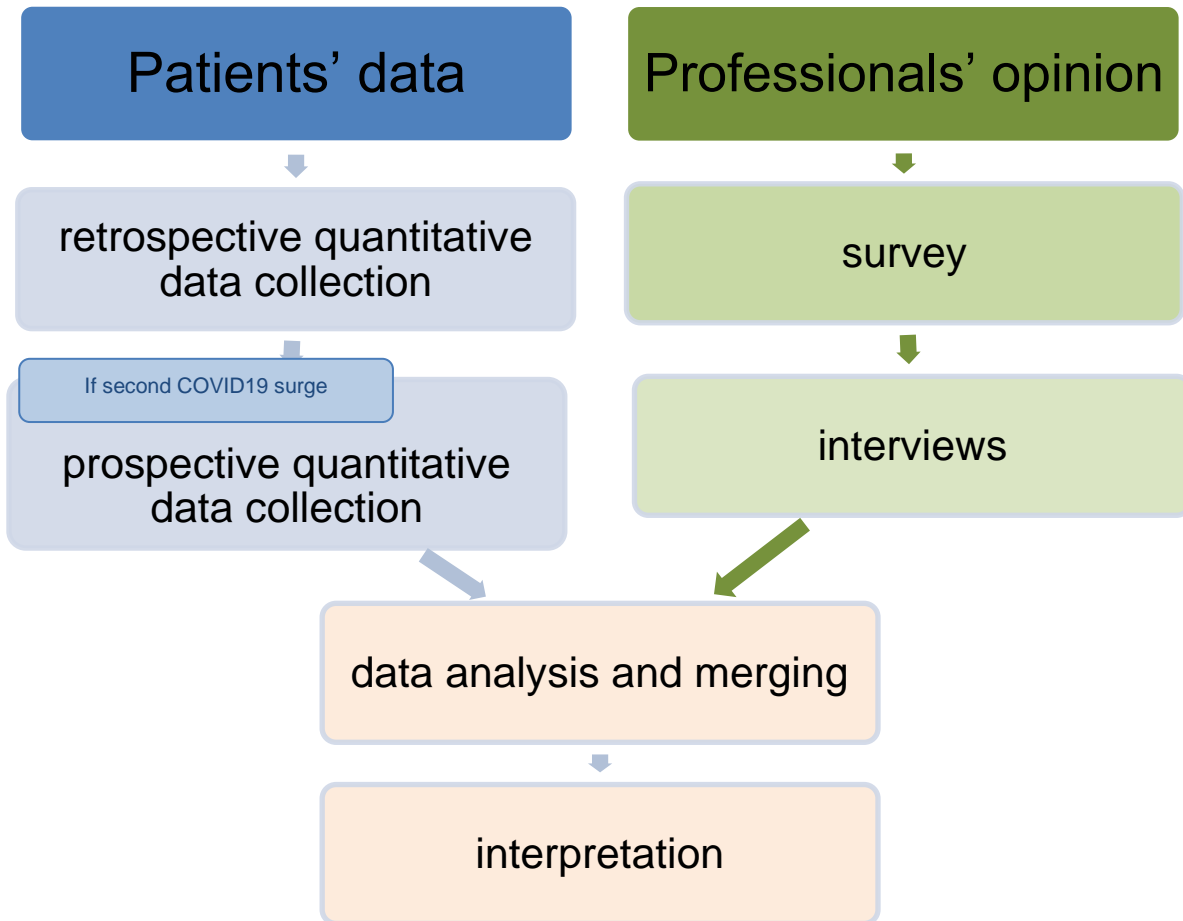 Patients’ data
Professionals’ opinion
retrospective quantitative
data collection
survey
If second COVID19 surge
prospective quantitative
data collection
interviews
data analysis and merging
interpretation